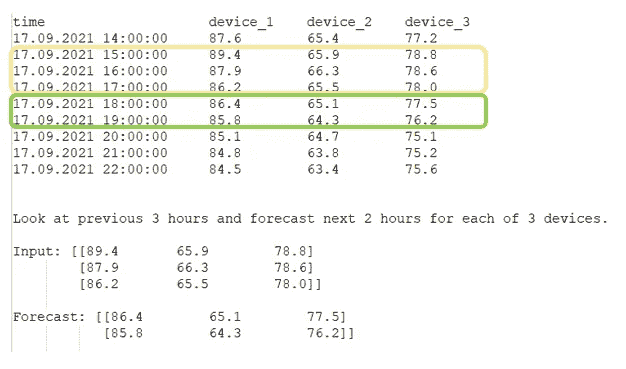 time device_1 device_2 device_3
17.09.2021 14:00:00 87.6 65.4 77.2
17.09.2021 15:00:00 89.4 65.9 78.8
17.09.2021 16:00:00 87.9 66.3 78.6
17.09.2021 17:00:00 86.2 65.5 78.0
17.09.2021 18:00:00 86.4 65.1 77.5
17.09.2021 19:00:00 85.8 64.3 76.2
17.09.2021 20:00:00 85.1 64.7 75.1
17.09.2021 21:00:00 84.8 63.8 75.2
17.09.2021 22:00:00 84.5 63.4 75.6
Look at previous 3 hours and forecast next 2 hours for each of 3 devices.
Input: [[89.4 65.9 78.8]
[87.9 66.3 78.6]
[86.2 65.5 78.0]]
Forecast: [[86.4 65.1 77.5]
[85.8 64.3 76.2]]